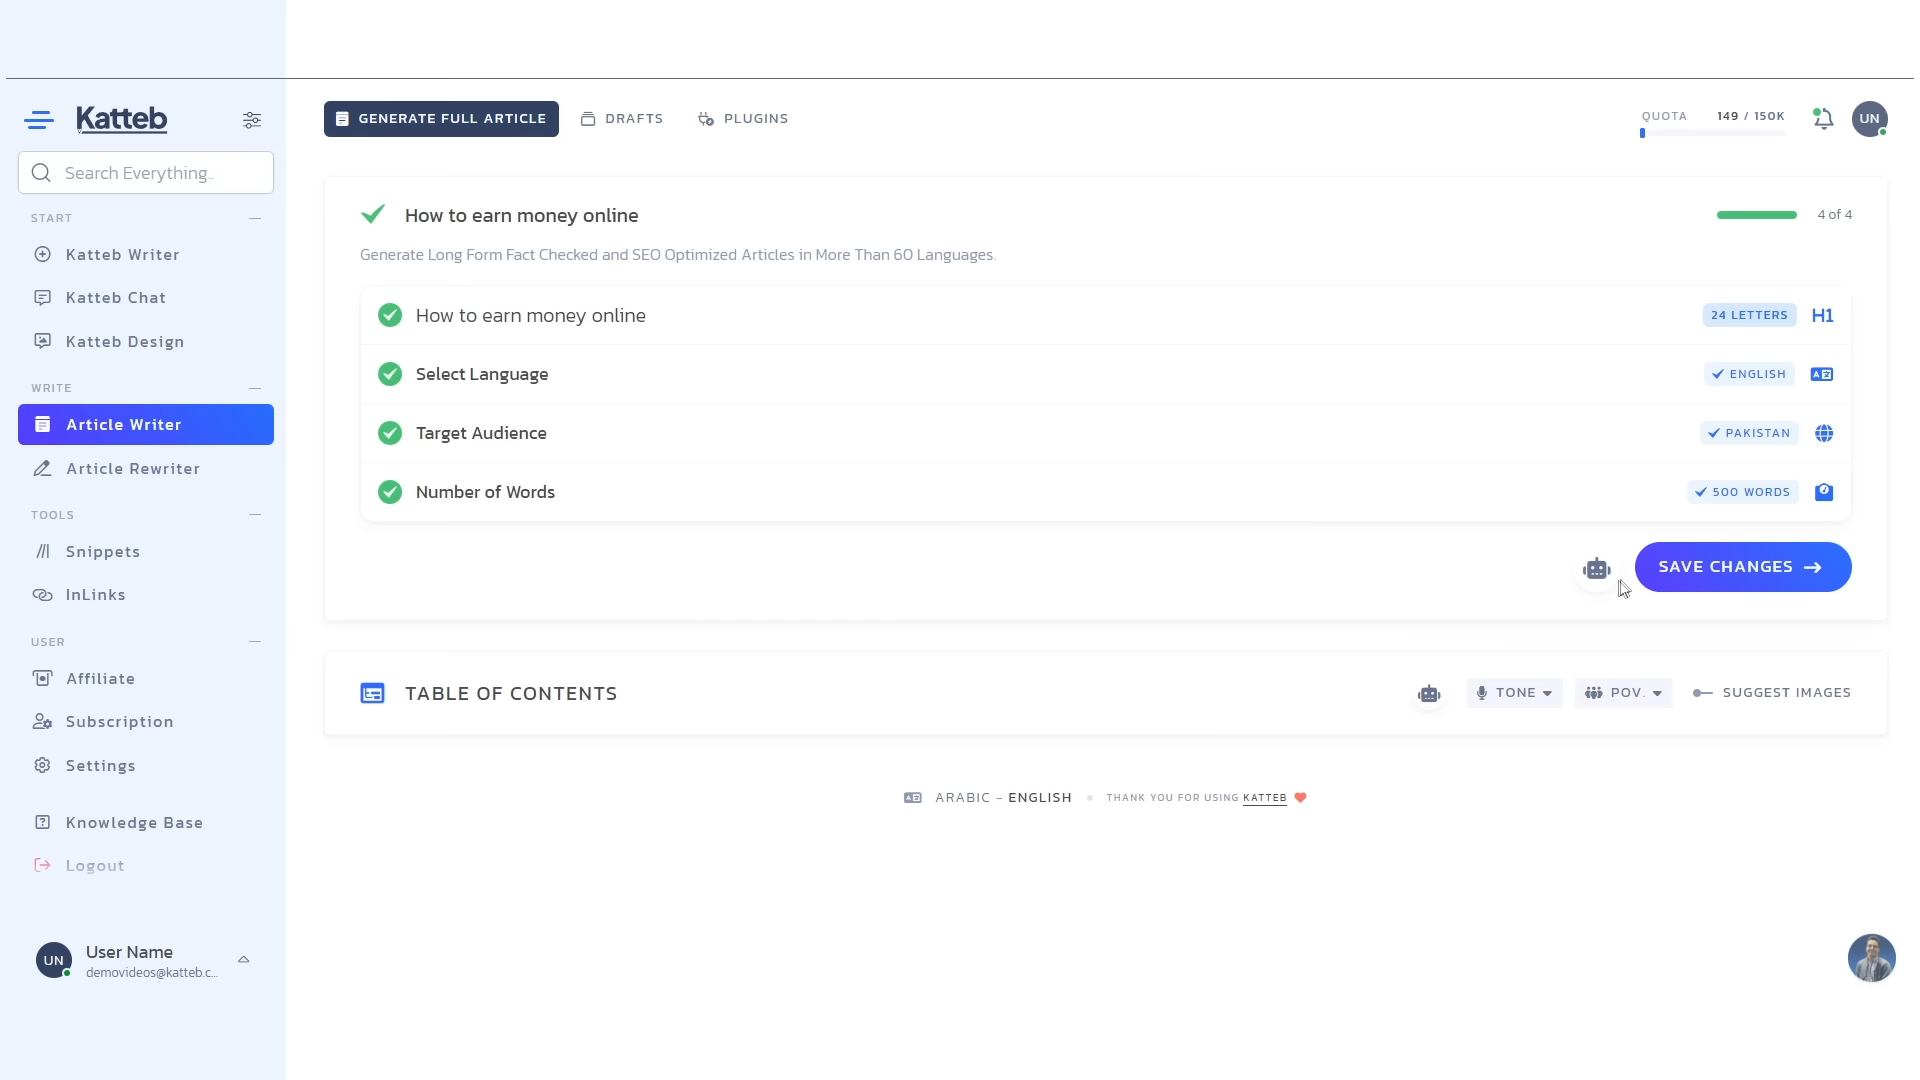 Katteb
Search Everything..
START
Katteb Writer
Katteb Chat
Katteb Design
WRITE
Article Writer
Article Rewriter
TOOLS
Snippets
InLinks
USER
Affiliate
Subscription
Settings
Knowledge Base
Logout
UN
User Name
demovideos@katteb.c...
GENERATE FULL ARTICLE
DRAFTS
PLUGINS
QUOTA 149 / 150K
UN
How to earn money online
4 of 4
Generate Long Form Fact Checked and SEO Optimized Articles in More Than 60 Languages.
How to earn money online
24 LETTERS H1
Select Language
ENGLISH
Target Audience
PAKISTAN
Number of Words
500 WORDS
SAVE CHANGES
TABLE OF CONTENTS
TONE
POV.
SUGGEST IMAGES
ARABIC - ENGLISH
THANK YOU FOR USING KATTEB